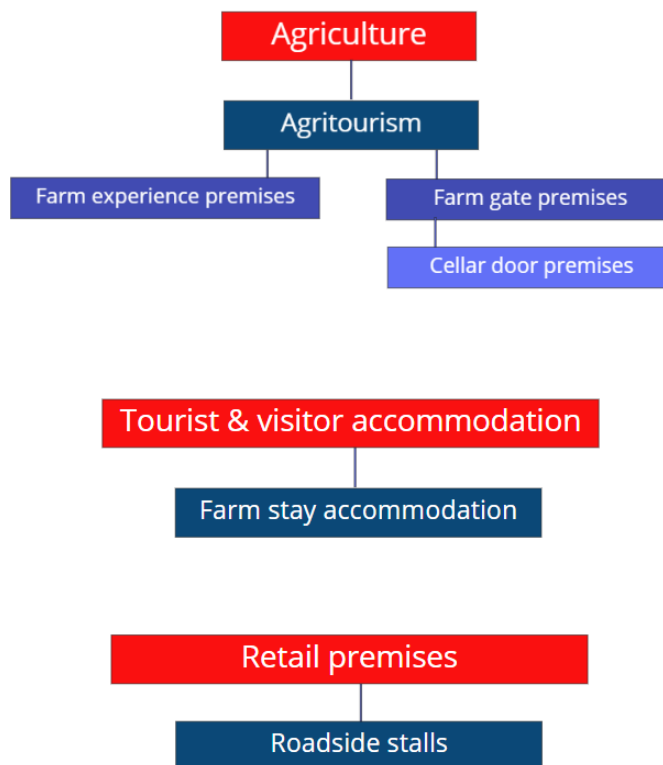 Agriculture
Agritourism
Farm experience premises
Farm gate premises
Cellar door premises
Tourist & visitor accommodation
Farm stay accommodation
Retail premises
Roadside stalls